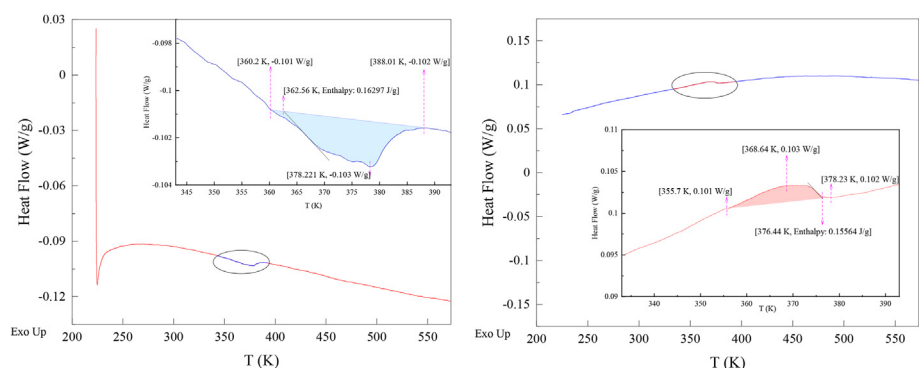 0.03
0
-0.03
-0.06
-0.09
-0.12
Heat Flow (W/g)
Exo Up
200 250 300 350 400 450 500 550
T (K)
-0.098
-0.1
-0.102
-0.104
Heat Flow (W/g)
345 350 355 360 365 370 375 380 385 390
T (K)
[360.2 K, -0.101 W/g]
[388.01 K, -0.102 W/g]
[362.56 K, Enthalpy: 0.16297 J/g]
[378.221 K, -0.103 W/g]
0.15
0.10
0.05
0.00
-0.05
-0.10
-0.15
Heat Flow (W/g)
Exo Up
200 250 300 350 400 450 500 550
T (K)
0.11
0.105
0.1
0.095
0.09
Heat Flow (W/g)
340 350 360 370 380 390
T (K)
[368.64 K, 0.103 W/g]
[355.7 K, 0.101 W/g]
[378.23 K, 0.102 W/g]
[376.44 K, Enthalpy: 0.15564 J/g]